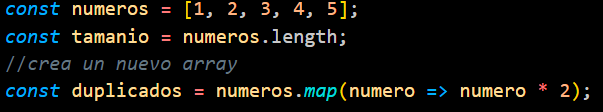 const numeros = [1, 2, 3, 4, 5];
const tamanio = numeros.length;
//crea un nuevo array
const duplicados = numeros.map(numero => numero * 2);